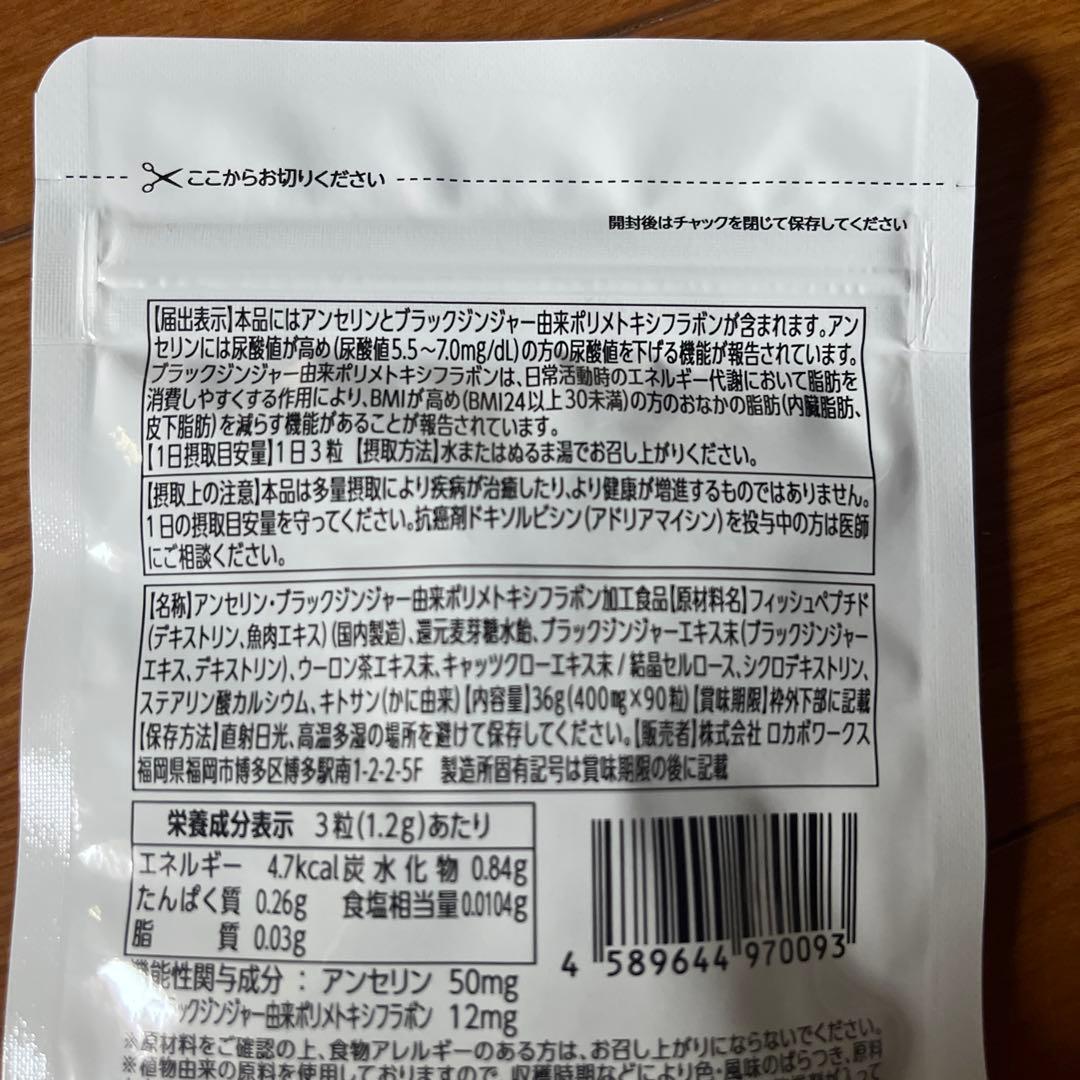 ここからお切りください
開封後はチャックを閉じて保存してください
【届出表示】本品にはアンセリンとブラックジンジャー由来ポリメトキシフラボンが含まれます。アン
セリンには尿酸値が高め(尿酸値5.5～7.0mg/dL)の方の尿酸値を下げる機能が報告されています。
ブラックジンジャー由来ポリメトキシフラボンは、日常活動時のエネルギー代謝において脂肪を
消費しやすくする作用により、BMIが高め(BMI24以上30未満)の方のおなかの脂肪(内臓脂肪、
皮下脂肪)を減らす機能があることが報告されています。
【1日摂取目安量】1日3粒 【摂取方法】水またはぬるま湯でお召し上がりください。
【摂取上の注意】本品は多量摂取により疾病が治癒したり、より健康が増進するものではありません。
1日の摂取目安量を守ってください。抗癌剤ドキソルビシン(アドリアマイシン)を投与中の方は医師
にご相談ください。
【名称】アンセリン・ブラックジンジャー由来ポリメトキシフラボン加工食品【原材料名】フィッシュペプチド
(デキストリン、魚肉エキス)(国内製造)、還元麦芽糖水飴、ブラックジンジャーエキス末(ブラックジンジャー
エキス、デキストリン)、ウーロン茶エキス末、キャッツクローエキス末/結晶セルロース、シクロデキストリン、
ステアリン酸カルシウム、キトサン(かに由来)【内容量】36g(400mg×90粒)【賞味期限】枠外下部に記載
【保存方法】直射日光、高温多湿の場所を避けて保存してください。【販売者】株式会社 ロカボワークス
福岡県福岡市博多区博多駅南1-2-2-5F 製造所固有記号は賞味期限の後に記載
栄養成分表示 3粒(1.2g)あたり
エネルギー 4.7kcal 炭水化物 0.84g
たんぱく質 0.26g 食塩相当量 0.0104g
脂質 0.03g
4 589644 970093
機能性関与成分：アンセリン 50mg
ラックジンジャー由来ポリメトキシフラボン 12mg
※原材料をご確認の上、食物アレルギーのある方は、お召し上がりにならないでください。
※植物由来の原料を使用しておりますので、収穫時期などにより色・風味のばらつき、原料